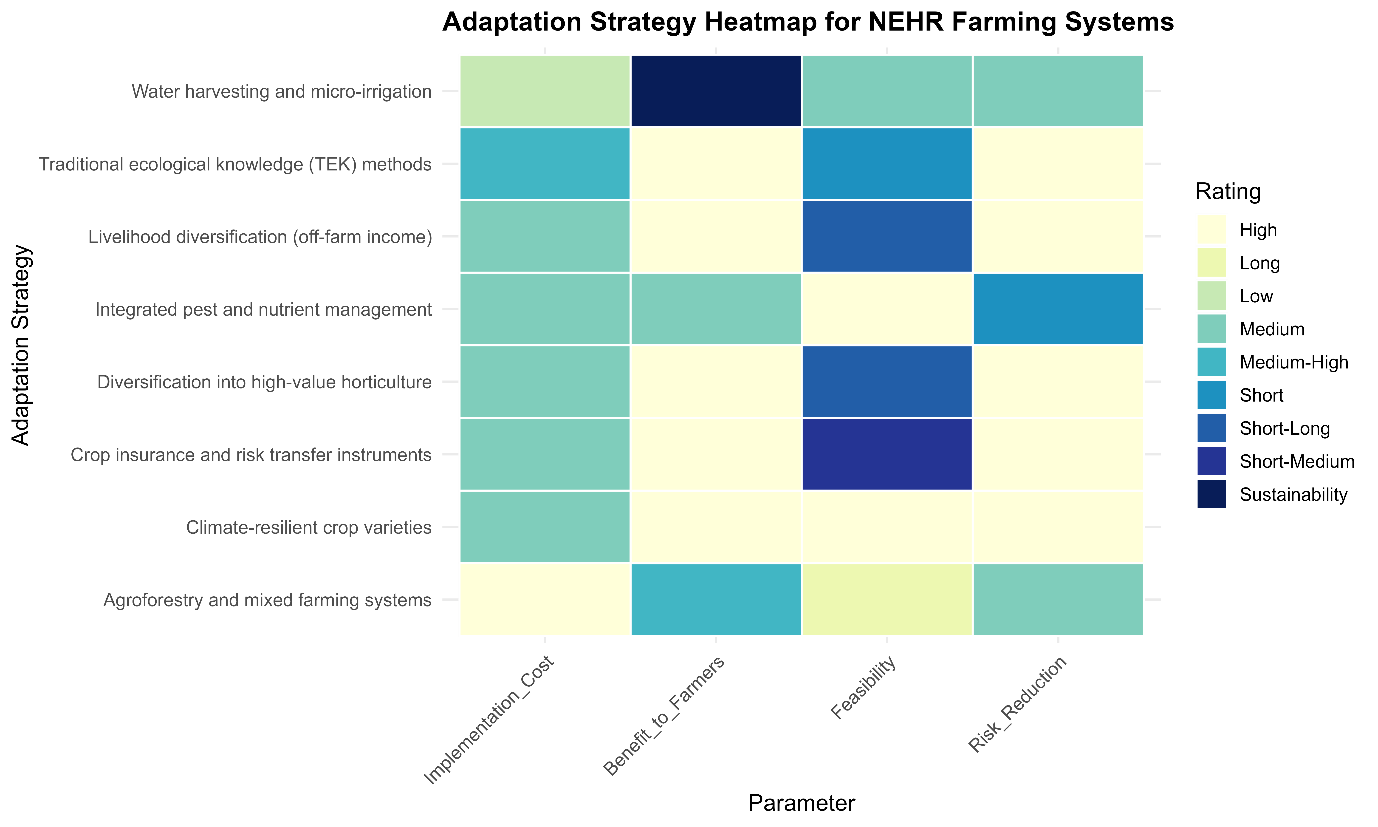 Adaptation Strategy Heatmap for NEHR Farming Systems
Adaptation Strategy
Water harvesting and micro-irrigation
Traditional ecological knowledge (TEK) methods
Livelihood diversification (off-farm income)
Integrated pest and nutrient management
Diversification into high-value horticulture
Crop insurance and risk transfer instruments
Climate-resilient crop varieties
Agroforestry and mixed farming systems
Implementation_Cost
Benefit_to_Farmers
Feasibility
Risk_Reduction
Parameter
Rating
High
Long
Low
Medium
Medium-High
Short
Short-Long
Short-Medium
Sustainability